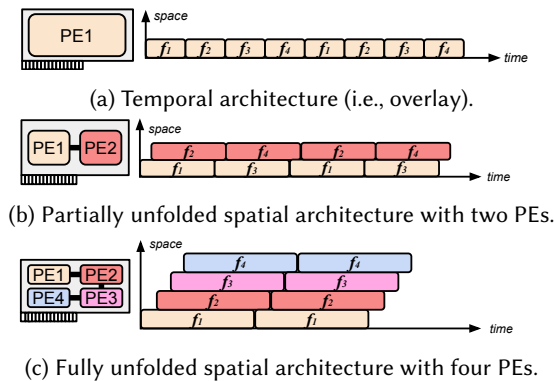 PE1
space
f1 f2 f3 f4 f1 f2 f3 f4
time
(a) Temporal architecture (i.e., overlay).
space
PE1 PE2
f2 f4 f2 f4
f1 f3 f1 f3
time
(b) Partially unfolded spatial architecture with two PEs.
space
PE1 PE2
PE4 PE3
f4 f4
f3 f3
f2 f2
f1 f1
time
(c) Fully unfolded spatial architecture with four PEs.